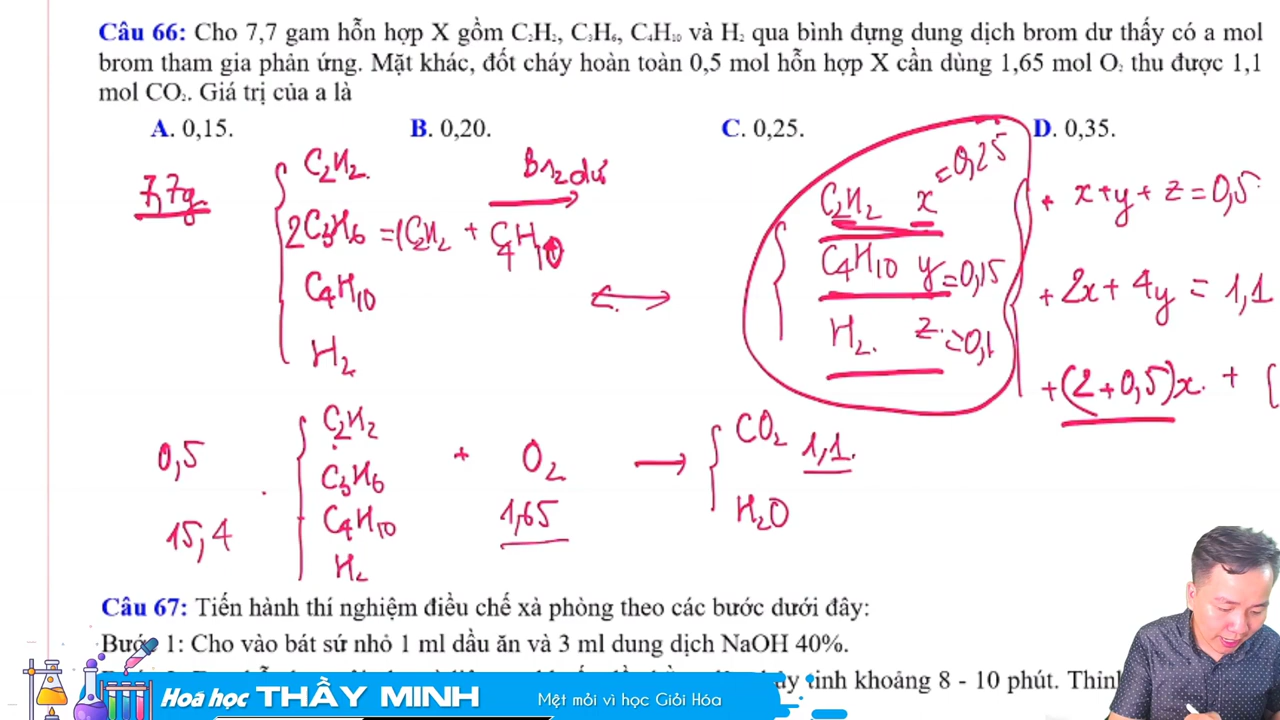 Câu 66: Cho 7,7 gam hỗn hợp X gồm C₂H₂, C₃H₆, C₄H₁₀ và H₂ qua bình đựng dung dịch brom dư thấy có a mol
brom tham gia phản ứng. Mặt khác, đốt cháy hoàn toàn 0,5 mol hỗn hợp X cần dùng 1,65 mol O₂ thu được 1,1
mol CO₂. Giá trị của a là
A. 0,15. B. 0,20. C. 0,25. D. 0,35.
7,7g
C₂H₂.
2C₃H₆ = 1C₂H₂ + C₄H₁₀
C₄H₁₀
H₂
Br₂ dư
C₂H₂ x = 0,25
C₄H₁₀ y = 0,15
H₂. z = 0,1
+ x + y + z = 0,5
+ 2x + 4y = 1,1
+ (2 + 0,5)x. + (
0,5
15,4
C₂H₂
C₃H₆
C₄H₁₀
H₂
+ O₂
1,65
CO₂ 1,1.
H₂O
Câu 67: Tiến hành thí nghiệm điều chế xà phòng theo các bước dưới đây:
Bước 1: Cho vào bát sứ nhỏ 1 ml dầu ăn và 3 ml dung dịch NaOH 40%.
tinh khoảng 8 - 10 phút.
Hoá học THẦY MINH
Mệt mỏi vì học Giỏi Hóa